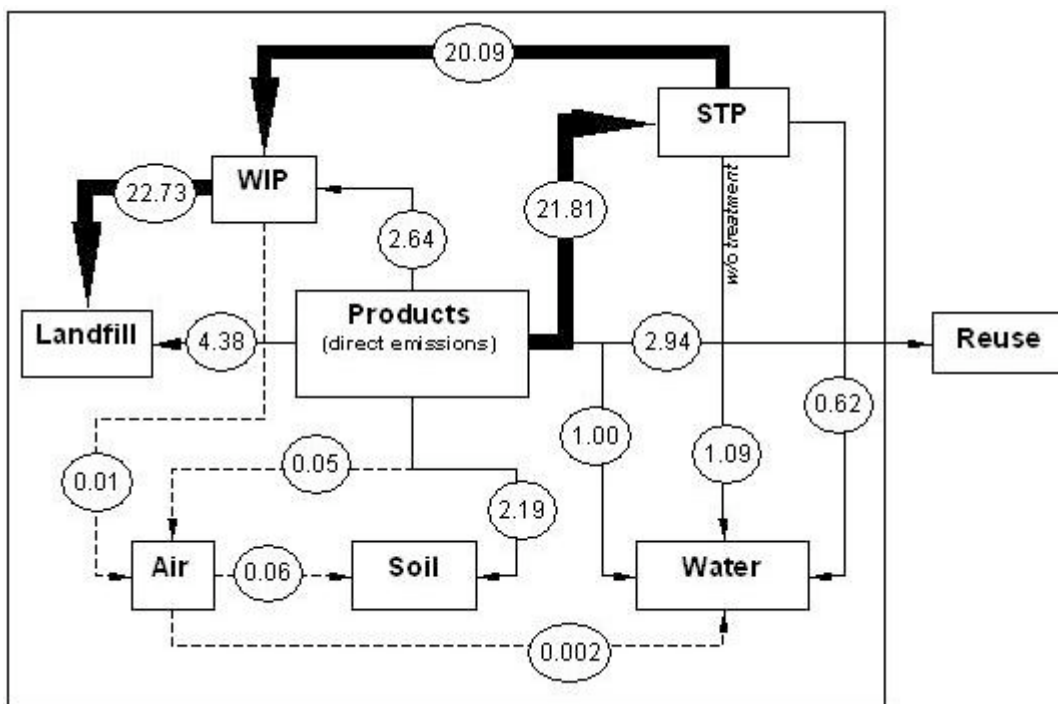 20.09
STP
WIP
22.73
w/o treatment
21.81
2.64
Products
(direct emissions)
Landfill
4.38
2.94
Reuse
0.62
1.00
1.09
0.05
0.01
2.19
Air
0.06
Soil
Water
0.002